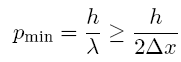 p_min = h/λ ≥ h/2Δx